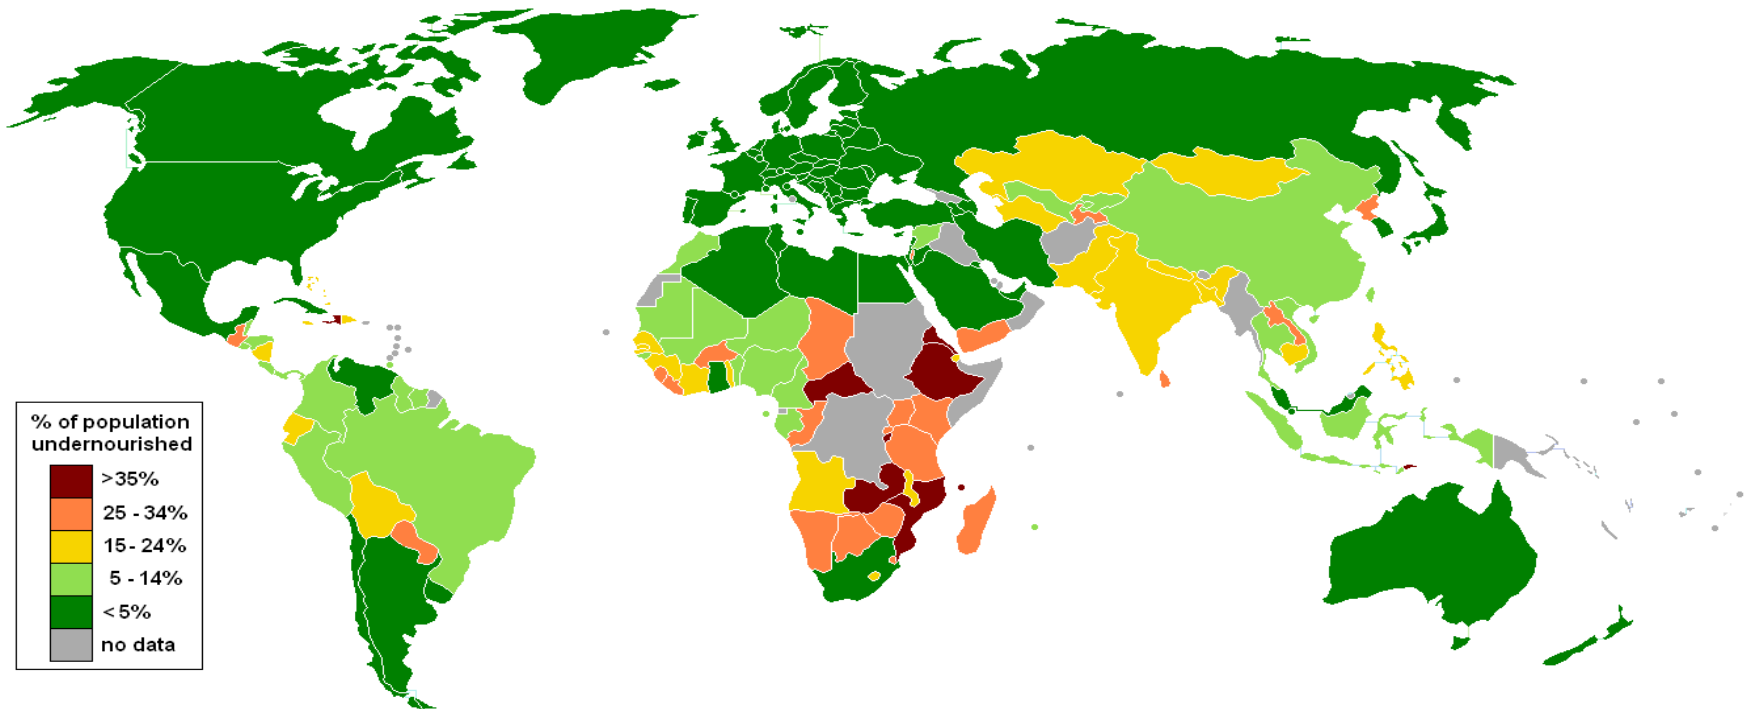 % of population
undernourished
>35%
25 - 34%
15 - 24%
5 - 14%
<5%
no data